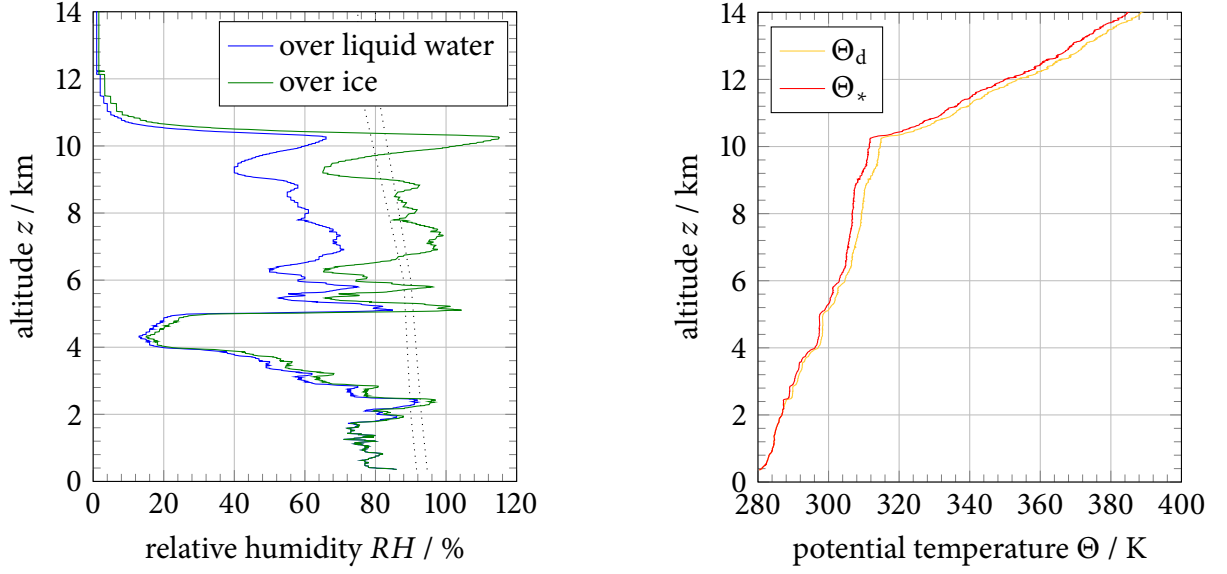 14
12
10
8
6
4
2
0
0 20 40 60 80 100 120
altitude z / km
relative humidity RH / %
over liquid water
over ice
14
12
10
8
6
4
2
0
280 300 320 340 360 380 400
altitude z / km
potential temperature Θ / K
Θd
Θ*